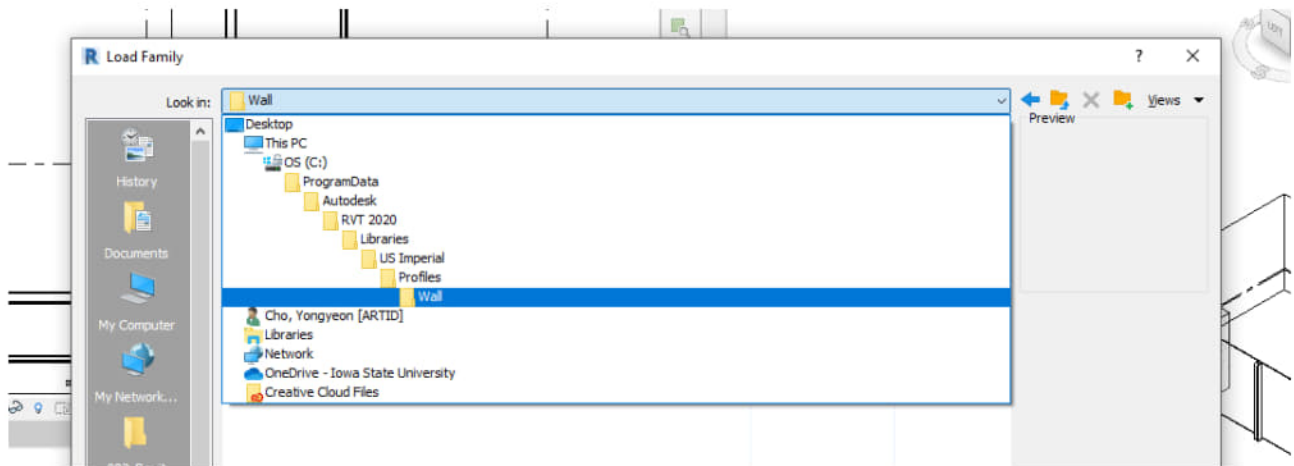 Load Family
? ×
Look in:
Wall
Views
Preview
Desktop
This PC
OS (C:)
ProgramData
Autodesk
RVT 2020
Libraries
US Imperial
Profiles
Wall
Cho, Yongyeon [ARTID]
Libraries
Network
OneDrive - Iowa State University
Creative Cloud Files
History
Documents
My Computer
My Network...